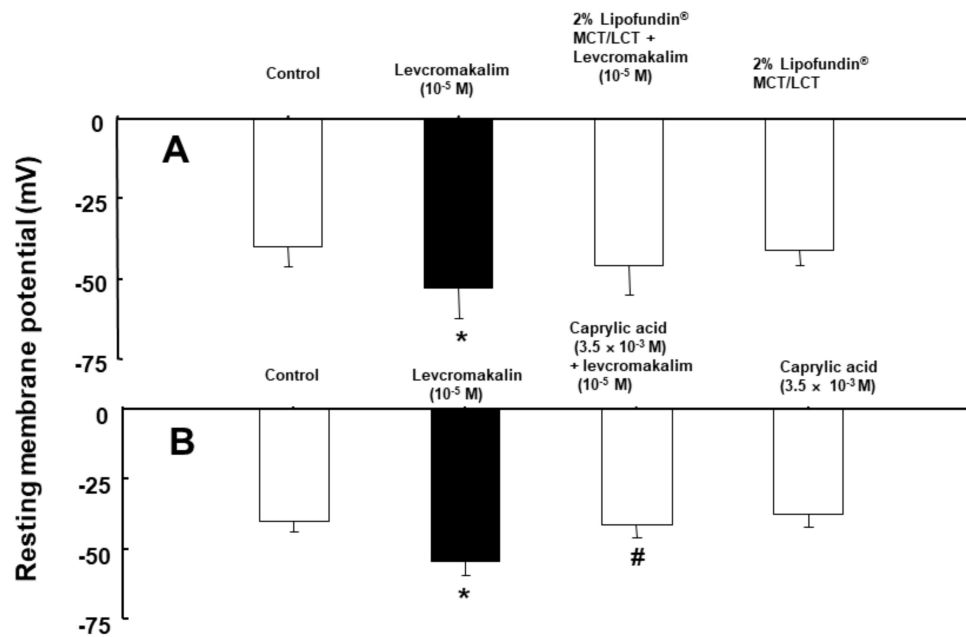 Resting membrane potential (mV)
A
Control
Levcromakalim
(10⁻⁵ M)
2% Lipofundin®
MCT/LCT +
Levcromakalim
(10⁻⁵ M)
2% Lipofundin®
MCT/LCT
0
-25
-50
-75
*
B
Control
Levcromakalin
(10⁻⁵ M)
Caprylic acid
(3.5 × 10⁻³ M)
+ levcromakalim
(10⁻⁵ M)
Caprylic acid
(3.5 × 10⁻³ M)
0
-25
-50
-75
*
#